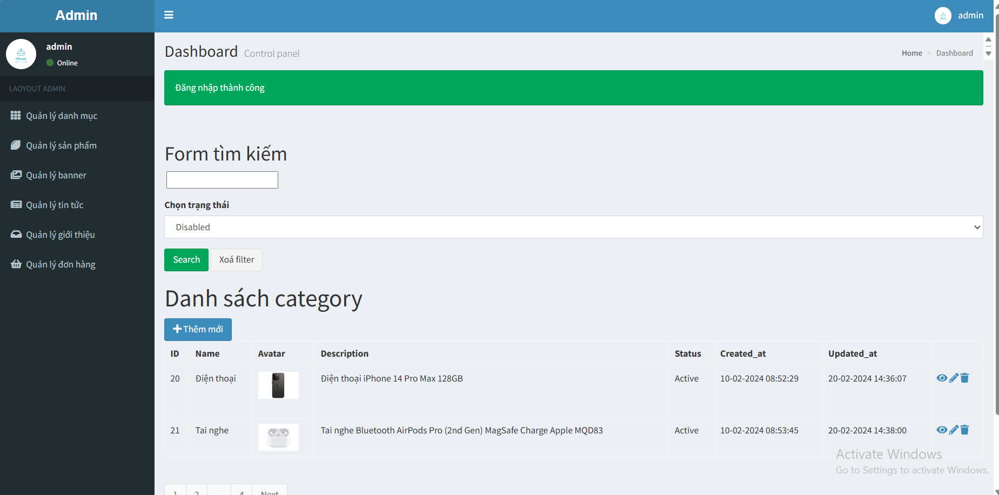 Admin
admin
admin
Online
LAOYOUT ADMIN
Quản lý danh mục
Quản lý sản phẩm
Quản lý banner
Quản lý tin tức
Quản lý giới thiệu
Quản lý đơn hàng
Dashboard Control panel
Home > Dashboard
Đăng nhập thành công
Form tìm kiếm
Chọn trạng thái
Disabled
Search Xoá filter
Danh sách category
Thêm mới
ID Name Avatar Description Status Created_at Updated_at
20 Điện thoại Điện thoại iPhone 14 Pro Max 128GB Active 10-02-2024 08:52:29 20-02-2024 14:36:07
21 Tai nghe Tai nghe Bluetooth AirPods Pro (2nd Gen) MagSafe Charge Apple MQD83 Active 10-02-2024 08:53:45 20-02-2024 14:38:00
Activate Windows
Go to Settings to activate Windows.
1 2 4 Next